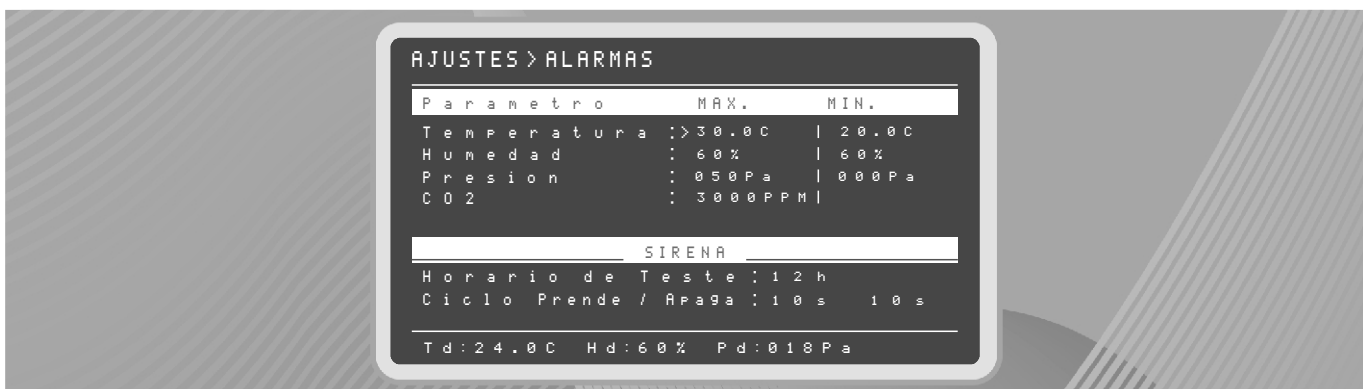 AJUSTES>ALARMAS
Parametro MAX. MIN.
Temperatura :>30.0C | 20.0C
Humedad : 60% | 60%
Presion : 050Pa | 000Pa
CO2 : 3000PPM|
SIRENA
Horario de Teste:12h
Ciclo Prende / Apaga:10s 10s
Td:24.0C Hd:60% Pd:018Pa